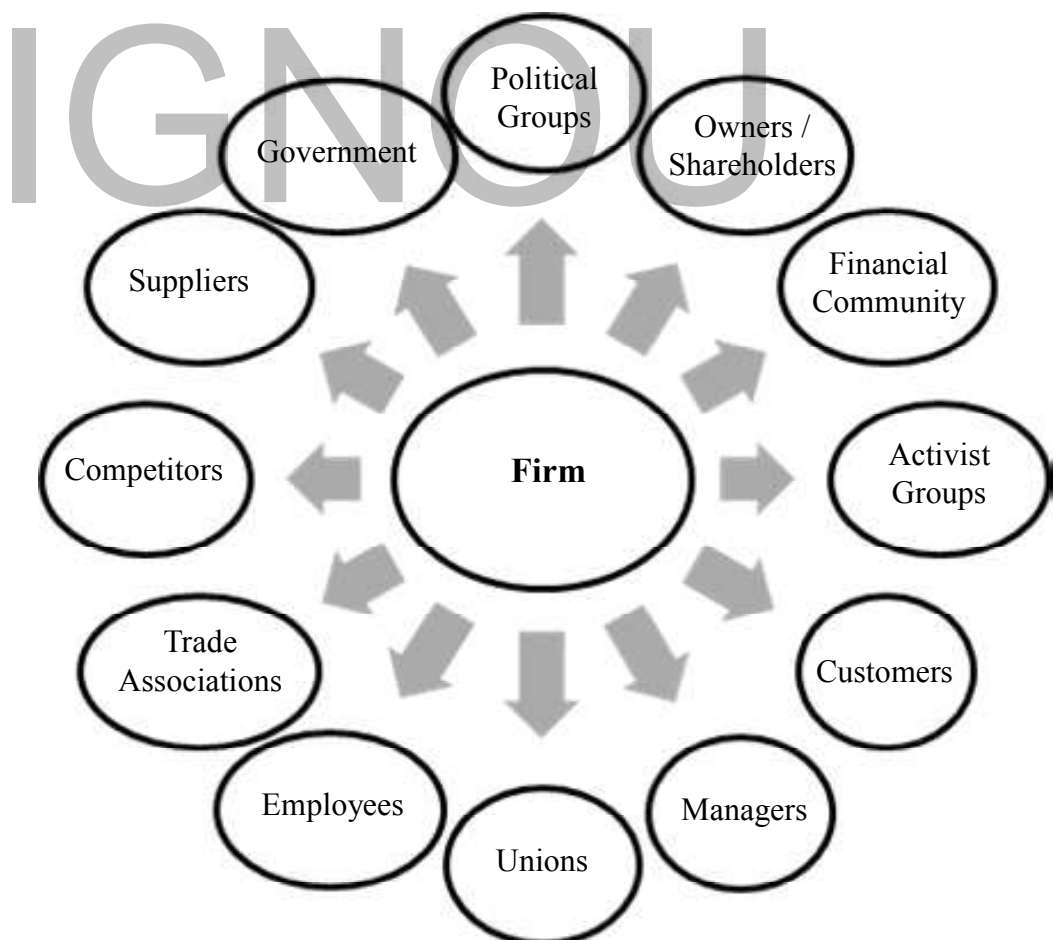 IGNOU
Political
Groups
Owners /
Shareholders
Financial
Community
Activist
Groups
Customers
Managers
Unions
Employees
Trade
Associations
Competitors
Suppliers
Government
Firm